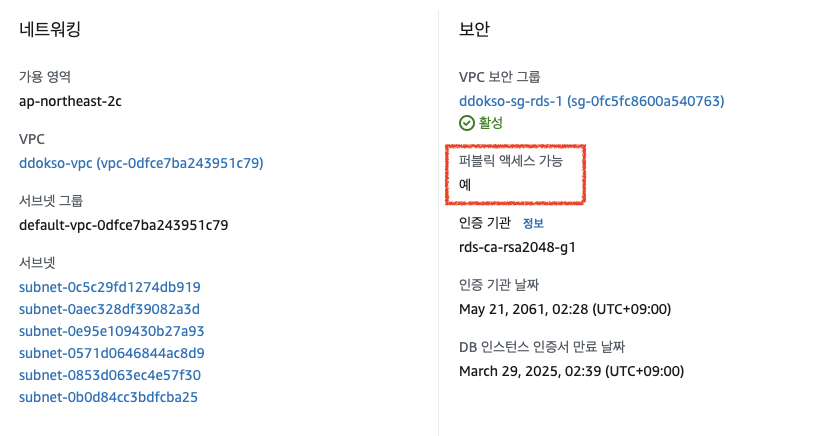 네트워킹
가용 영역
ap-northeast-2c
VPC
ddokso-vpc (vpc-0dfce7ba243951c79)
서브넷 그룹
default-vpc-0dfce7ba243951c79
서브넷
subnet-0c5c29fd1274db919
subnet-0aec328df39082a3d
subnet-0e95e109430b27a93
subnet-0571d0646844ac8d9
subnet-0853d063ec4e57f30
subnet-0b0d84cc3bdfcba25
보안
VPC 보안 그룹
ddokso-sg-rds-1 (sg-0fc5fc8600a540763)
활성
퍼블릭 액세스 가능
예
인증 기관 정보
rds-ca-rsa2048-g1
인증 기관 날짜
May 21, 2061, 02:28 (UTC+09:00)
DB 인스턴스 인증서 만료 날짜
March 29, 2025, 02:39 (UTC+09:00)